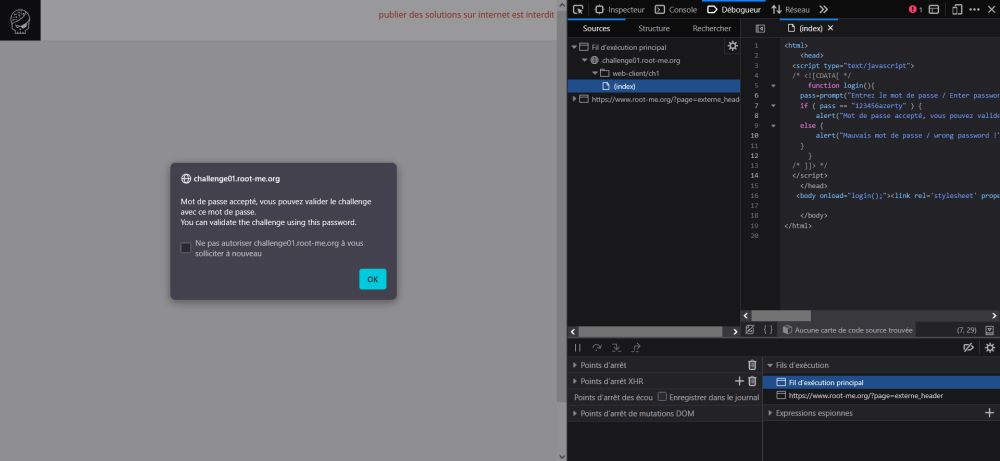 publier des solutions sur internet est interdit
challenge01.root-me.org
Mot de passe accepté, vous pouvez valider le challenge
avec ce mot de passe.
You can validate the challenge using this password.
Ne pas autoriser challenge01.root-me.org à vous
solliciter à nouveau
OK
Inspecteur Console Débogueur Réseau 1
Sources Structure Rechercher
(index)
Fil d'exécution principal
challenge01.root-me.org
web-client/ch1
(index)
https://www.root-me.org/?page=externe_head
1 <html>
2 <head>
3 <script type="text/javascript">
4 /* <![CDATA[ */
5 function login(){
6 pass=prompt("Entrez le mot de passe / Enter passwor
7 if ( pass == "123456azerty" ) {
8 alert("Mot de passe accepté, vous pouvez valide
9 else {
10 alert("Mauvais mot de passe / wrong password !"
11 }
12 }
13 /* ]]> */
14 </script>
15 </head>
16 <body onload="login();"><link rel='stylesheet' prope
17
18 </body>
19 </html>
20
{ } Aucune carte de code source trouvée (7, 29)
Points d'arrêt
Points d'arrêt XHR
Points d'arrêt des écou Enregistrer dans le journal
Points d'arrêt de mutations DOM
Fils d'exécution
Fil d'exécution principal
https://www.root-me.org/?page=externe_header
Expressions espionnes